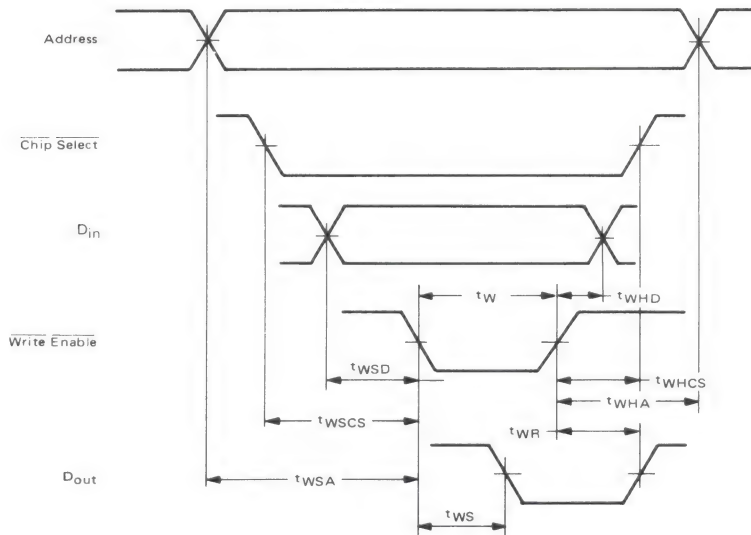 Address
Chip Select
Din
tW
tWHD
Write Enable
tWSD
tWHCS
tWHA
tWSCS
tWR
Dout
tWSA
tWS